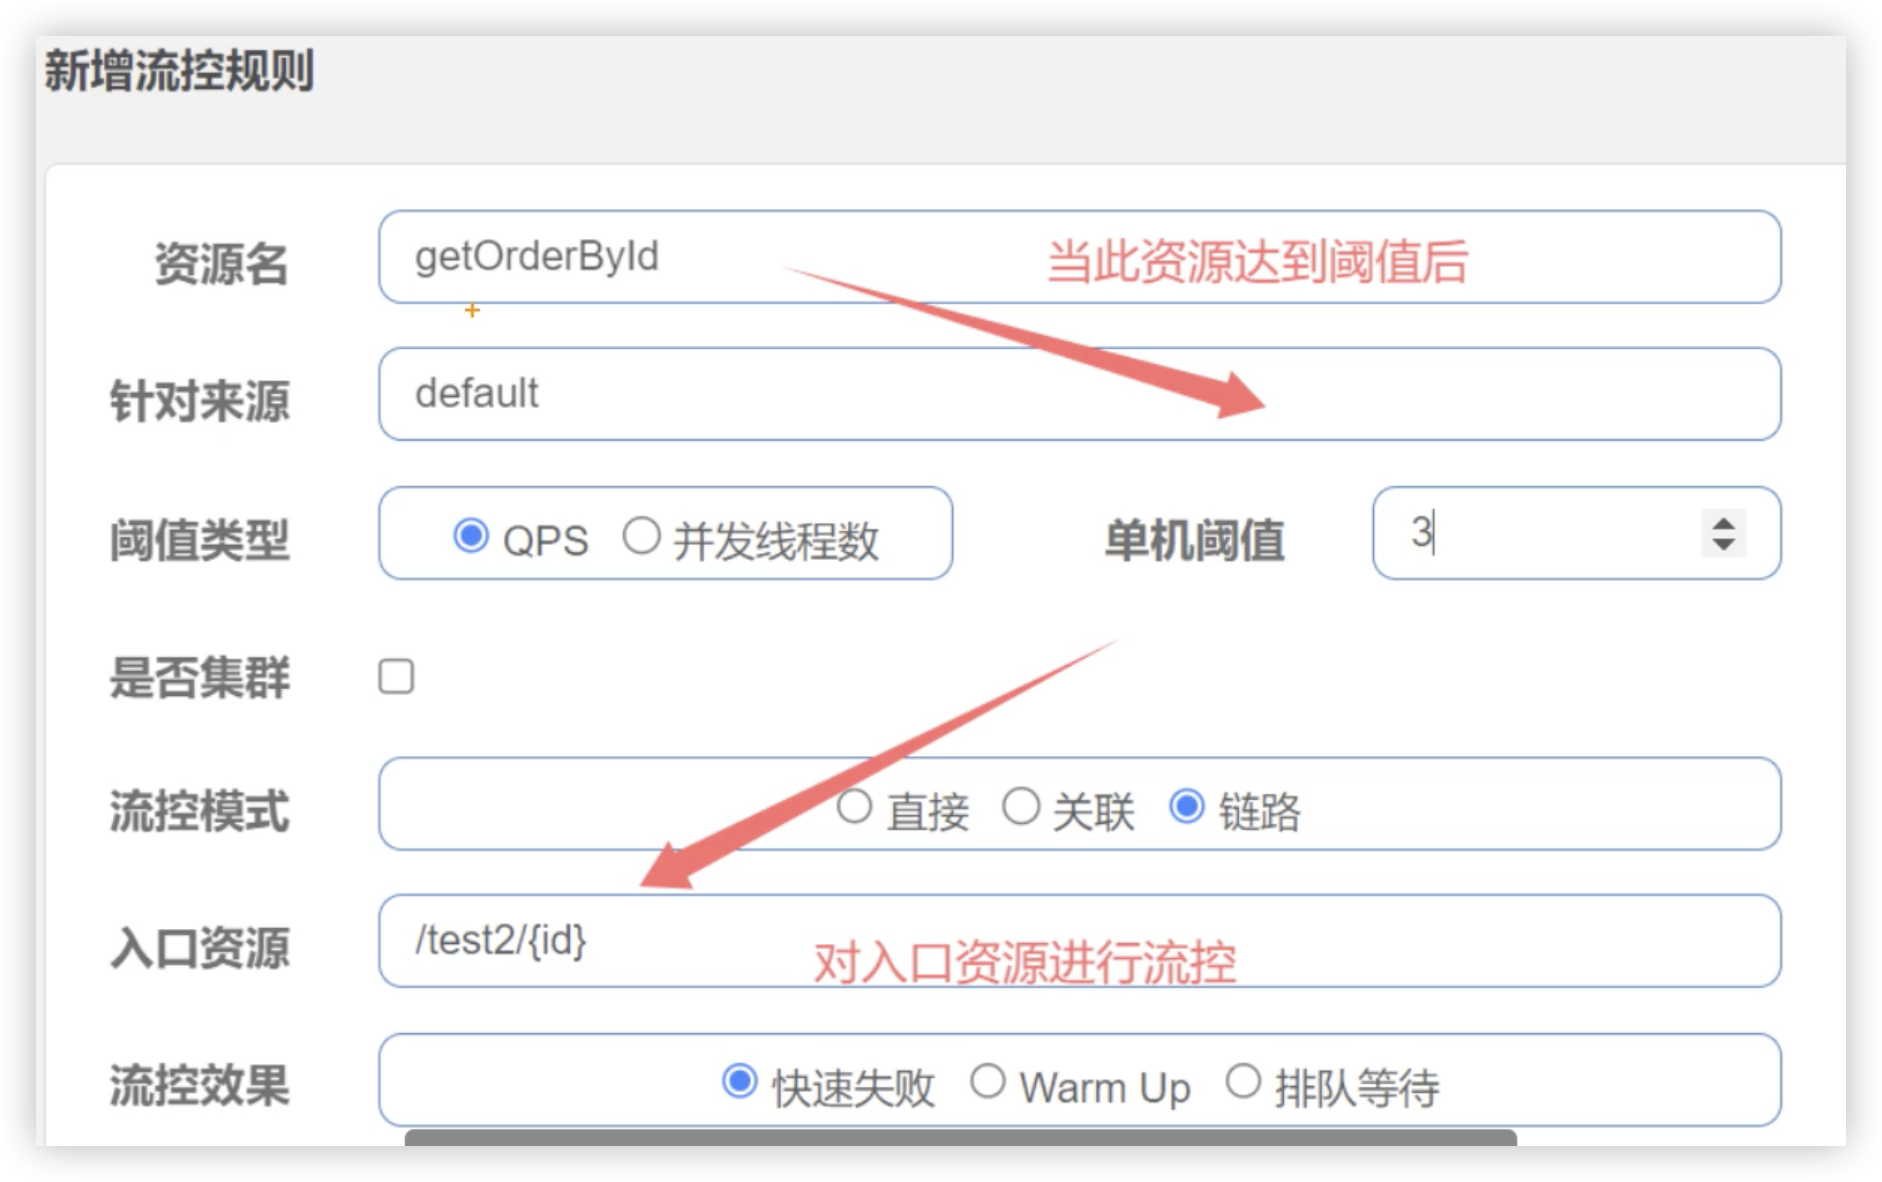 新增流控规则
资源名 getOrderById 当此资源达到阈值后
针对来源 default
阈值类型 QPS 并发线程数 单机阈值 3
是否集群
流控模式 直接 关联 链路
入口资源 /test2/{id} 对入口资源进行流控
流控效果 快速失败 Warm Up 排队等待